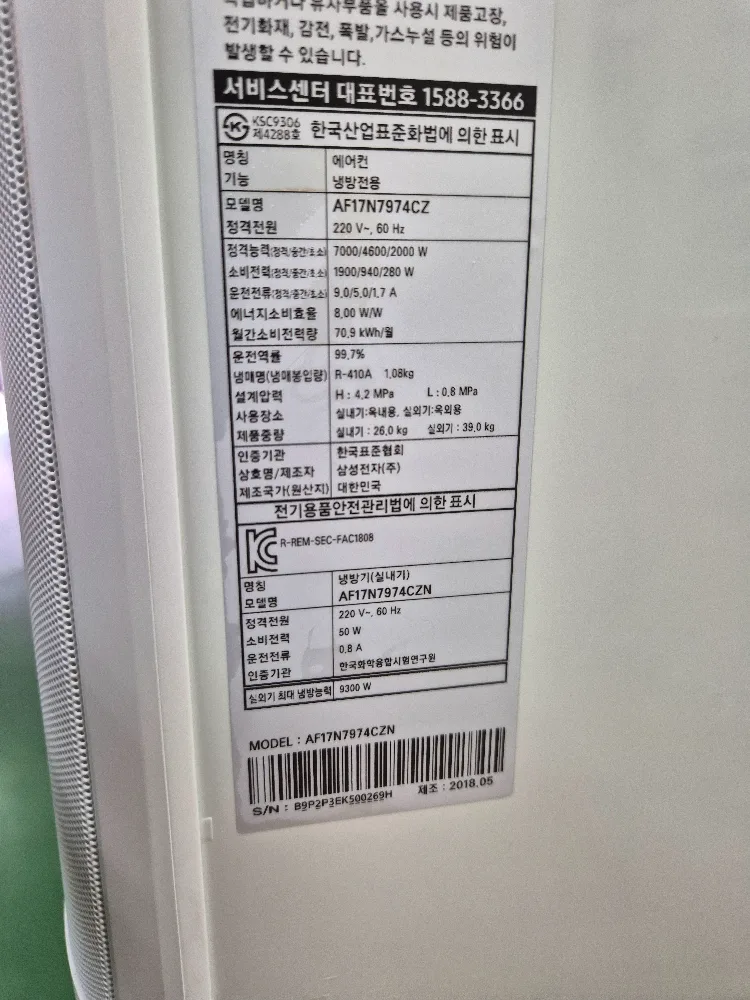 유사부품을 사용시 제품고장,
전기화재, 감전, 폭발,가스누설 등의 위험이
발생할 수 있습니다.
서비스센터 대표번호 1588-3366
KSC9306
제4288호
한국산업표준화법에 의한 표시
명칭 에어컨
기능 냉방전용
모델명 AF17N7974CZ
정격전원 220 V~, 60 Hz
정격능력(정격/중간/최소) 7000/4600/2000 W
소비전력(정격/중간/최소) 1900/940/280 W
운전전류(정격/중간/최소) 9.0/5.0/1.7 A
에너지소비효율 8.00 W/W
월간소비전력량 70.9 kWh/월
운전역률 99.7%
냉매명(냉매봉입량) R-410A 1.08kg
설계압력 H : 4.2 MPa L : 0.8 MPa
사용장소 실내기:옥내용, 실외기:옥외용
제품중량 실내기 : 26.0 kg 실외기 : 39.0 kg
인증기관 한국표준협회
상호명/제조자 삼성전자(주)
제조국가(원산지) 대한민국
전기용품안전관리법에 의한 표시
R-REM-SEC-FAC1808
명칭 냉방기(실내기)
모델명 AF17N7974CZN
정격전원 220 V~, 60 Hz
소비전력 50 W
운전전류 0.8 A
인증기관 한국화학융합시험연구원
실외기 최대 냉방능력 9300 W
MODEL : AF17N7974CZN
S/N : B9P2P3EK500269H 제조 : 2018.05